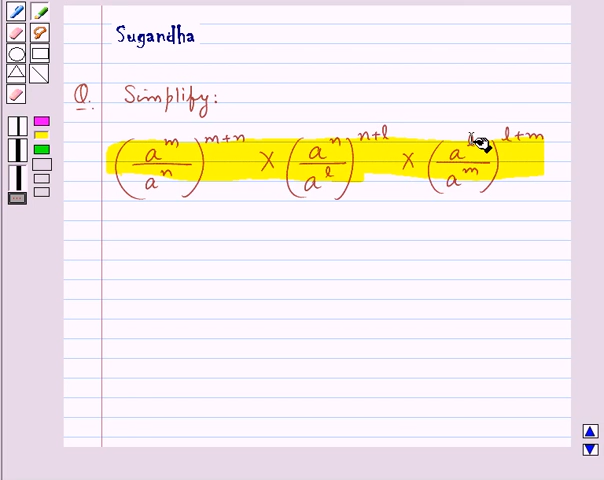 Sugandha
Q. Simplify:
(a^m/a^n)^(m+n) × (a^n/a^l)^(n+l) × (a^l/a^m)^(l+m)